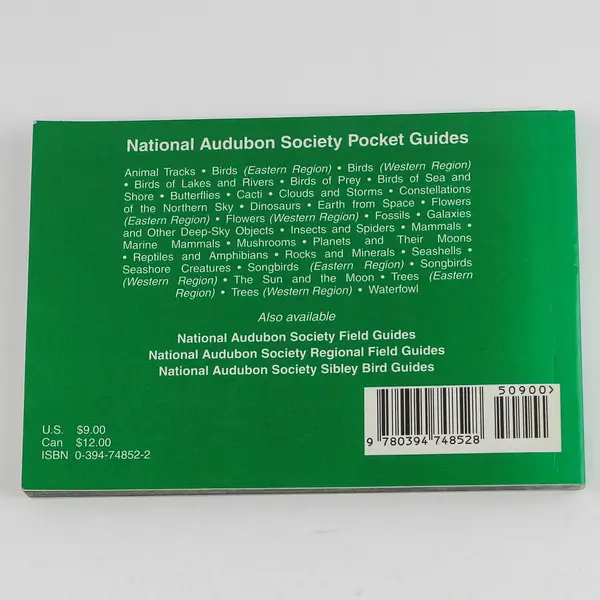 National Audubon Society Pocket Guides
Animal Tracks • Birds (Eastern Region) • Birds (Western Region)
• Birds of Lakes and Rivers • Birds of Prey • Birds of Sea and
Shore • Butterflies • Cacti • Clouds and Storms • Constellations
of the Northern Sky • Dinosaurs • Earth from Space • Flowers
(Eastern Region) • Flowers (Western Region) • Fossils • Galaxies
and Other Deep-Sky Objects • Insects and Spiders • Mammals •
Marine Mammals • Mushrooms • Planets and Their Moons
• Reptiles and Amphibians • Rocks and Minerals • Seashells •
Seashore Creatures • Songbirds (Eastern Region) • Songbirds
(Western Region) • The Sun and the Moon • Trees (Eastern
Region) • Trees (Western Region) • Waterfowl
Also available
National Audubon Society Field Guides
National Audubon Society Regional Field Guides
National Audubon Society Sibley Bird Guides
U.S. $9.00
Can $12.00
ISBN 0-394-74852-2
50900>
9 780394 748528